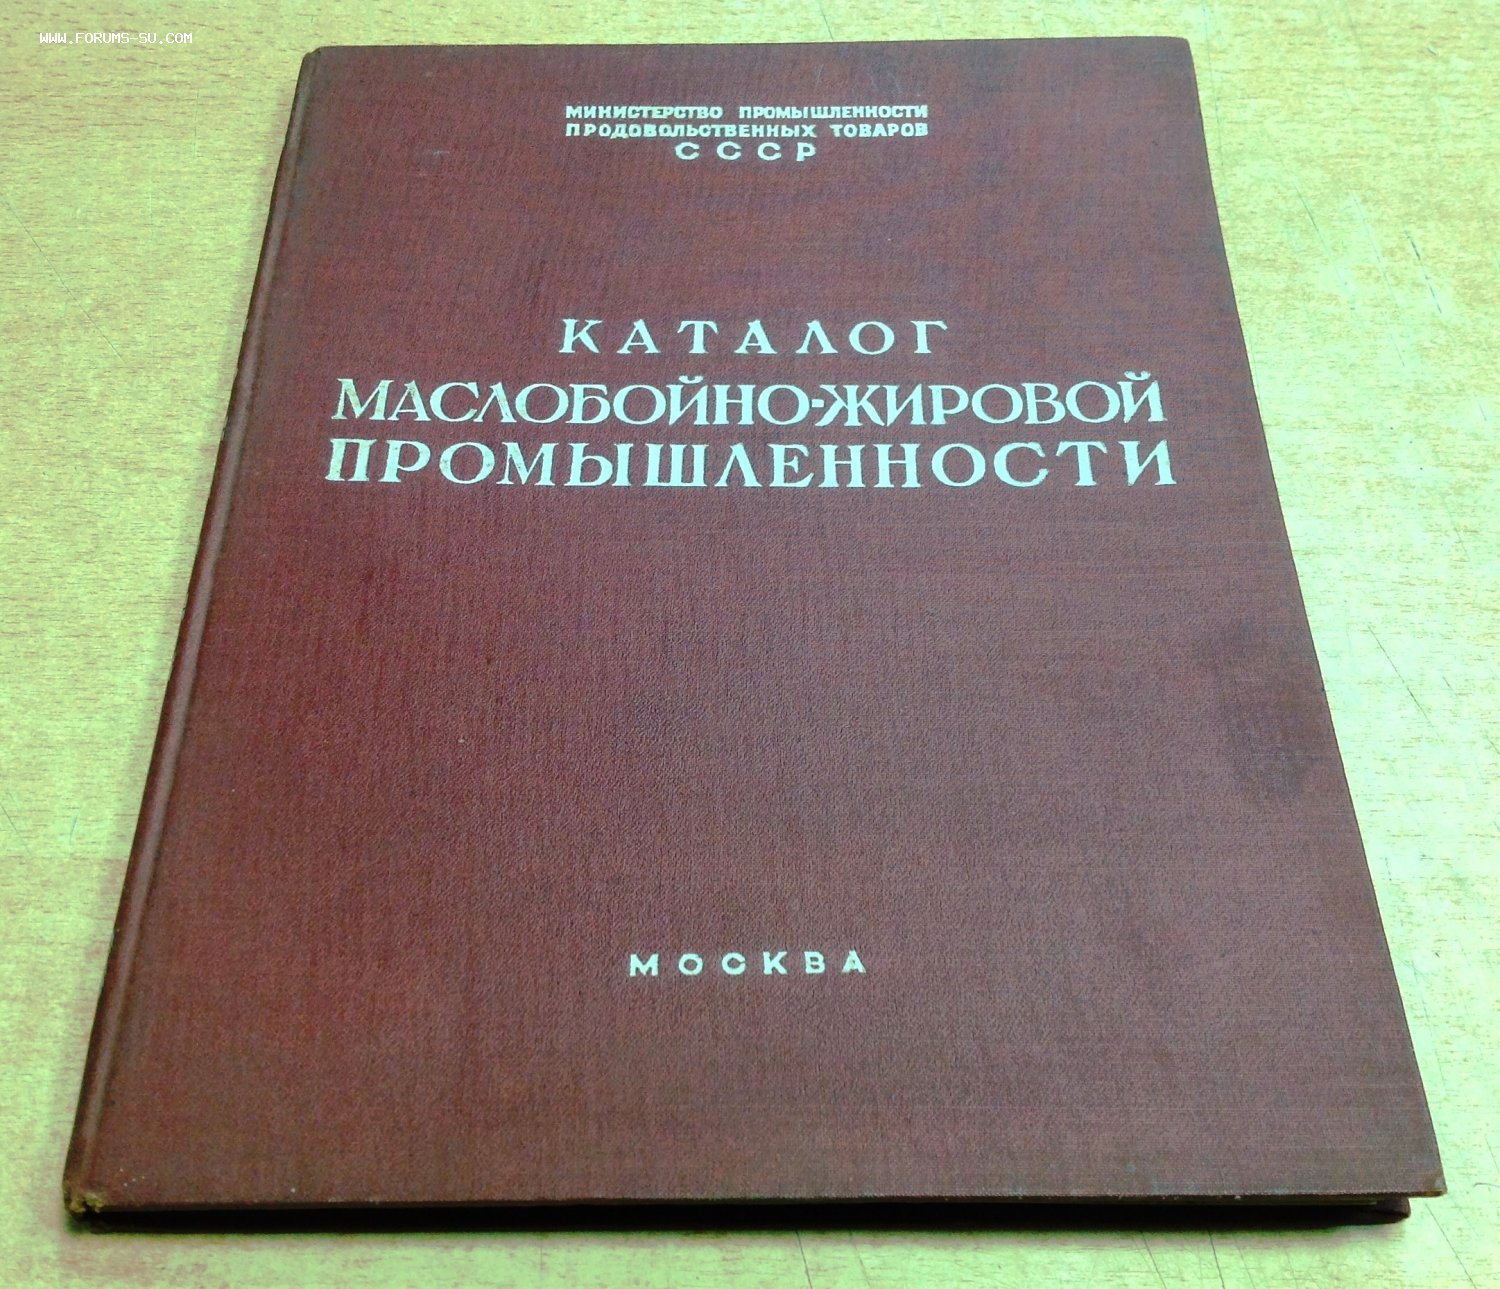 WWW.FORUMS-SU.COM
МИНИСТЕРСТВО ПРОМЫШЛЕННОСТИ
ПРОДОВОЛЬСТВЕННЫХ ТОВАРОВ
СССР
КАТАЛОГ
МАСЛОБОЙНО-ЖИРОВОЙ
ПРОМЫШЛЕННОСТИ
МОСКВА